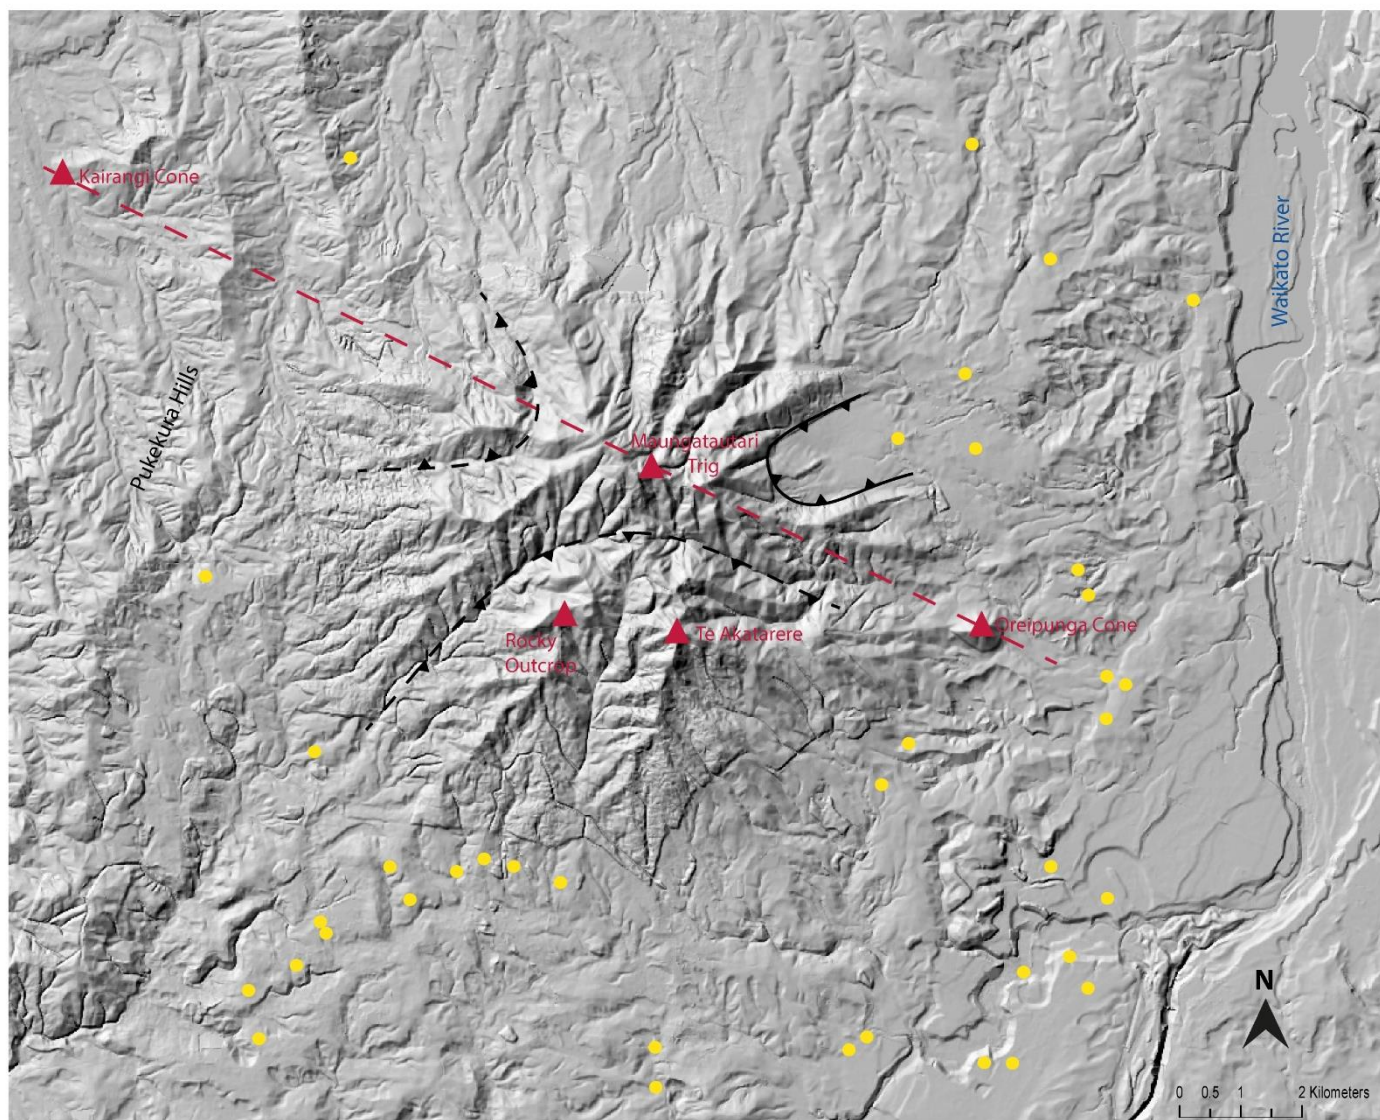 Kairangi Cone
Waikato River
Pukekura Hills
Maungatautari
Trig
Oreipunga Cone
Rocky
Outcrop
Te Akatarere
N
0 0.5 1 2 Kilometers